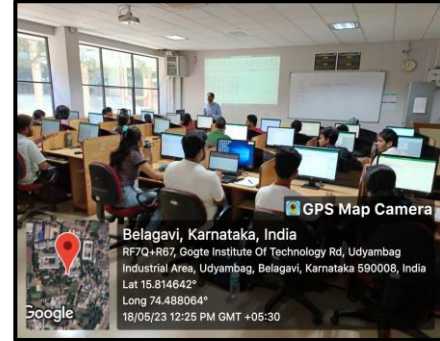 GPS Map Camera
Belagavi, Karnataka, India
RF7Q+R67, Gogte Institute Of Technology Rd, Udyambag
Industrial Area, Udyambag, Belagavi, Karnataka 590008, India
Lat 15.814642°
Long 74.488064°
18/05/23 12:25 PM GMT +05:30
Google